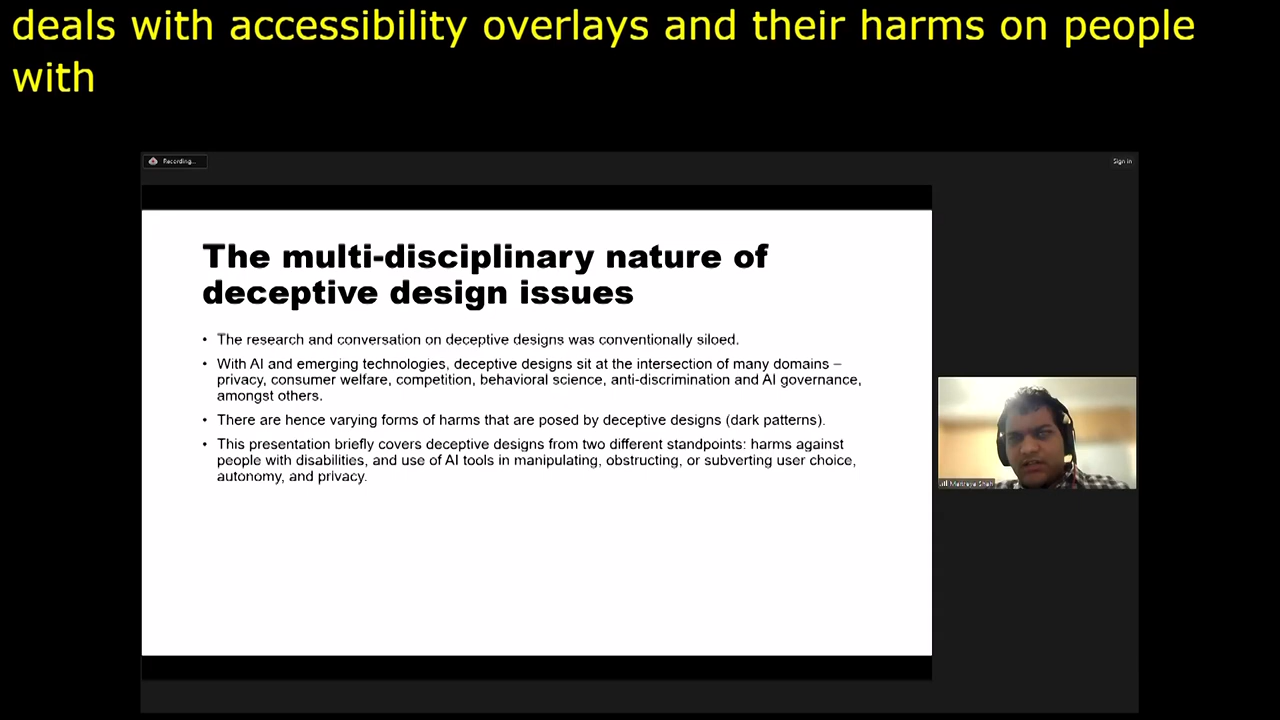 deals with accessibility overlays and their harms on people
with
Recording...
Sign in
The multi-disciplinary nature of
deceptive design issues
• The research and conversation on deceptive designs was conventionally siloed.
• With AI and emerging technologies, deceptive designs sit at the intersection of many domains –
privacy, consumer welfare, competition, behavioral science, anti-discrimination and AI governance,
amongst others.
• There are hence varying forms of harms that are posed by deceptive designs (dark patterns).
• This presentation briefly covers deceptive designs from two different standpoints: harms against
people with disabilities, and use of AI tools in manipulating, obstructing, or subverting user choice,
autonomy, and privacy.
Shah